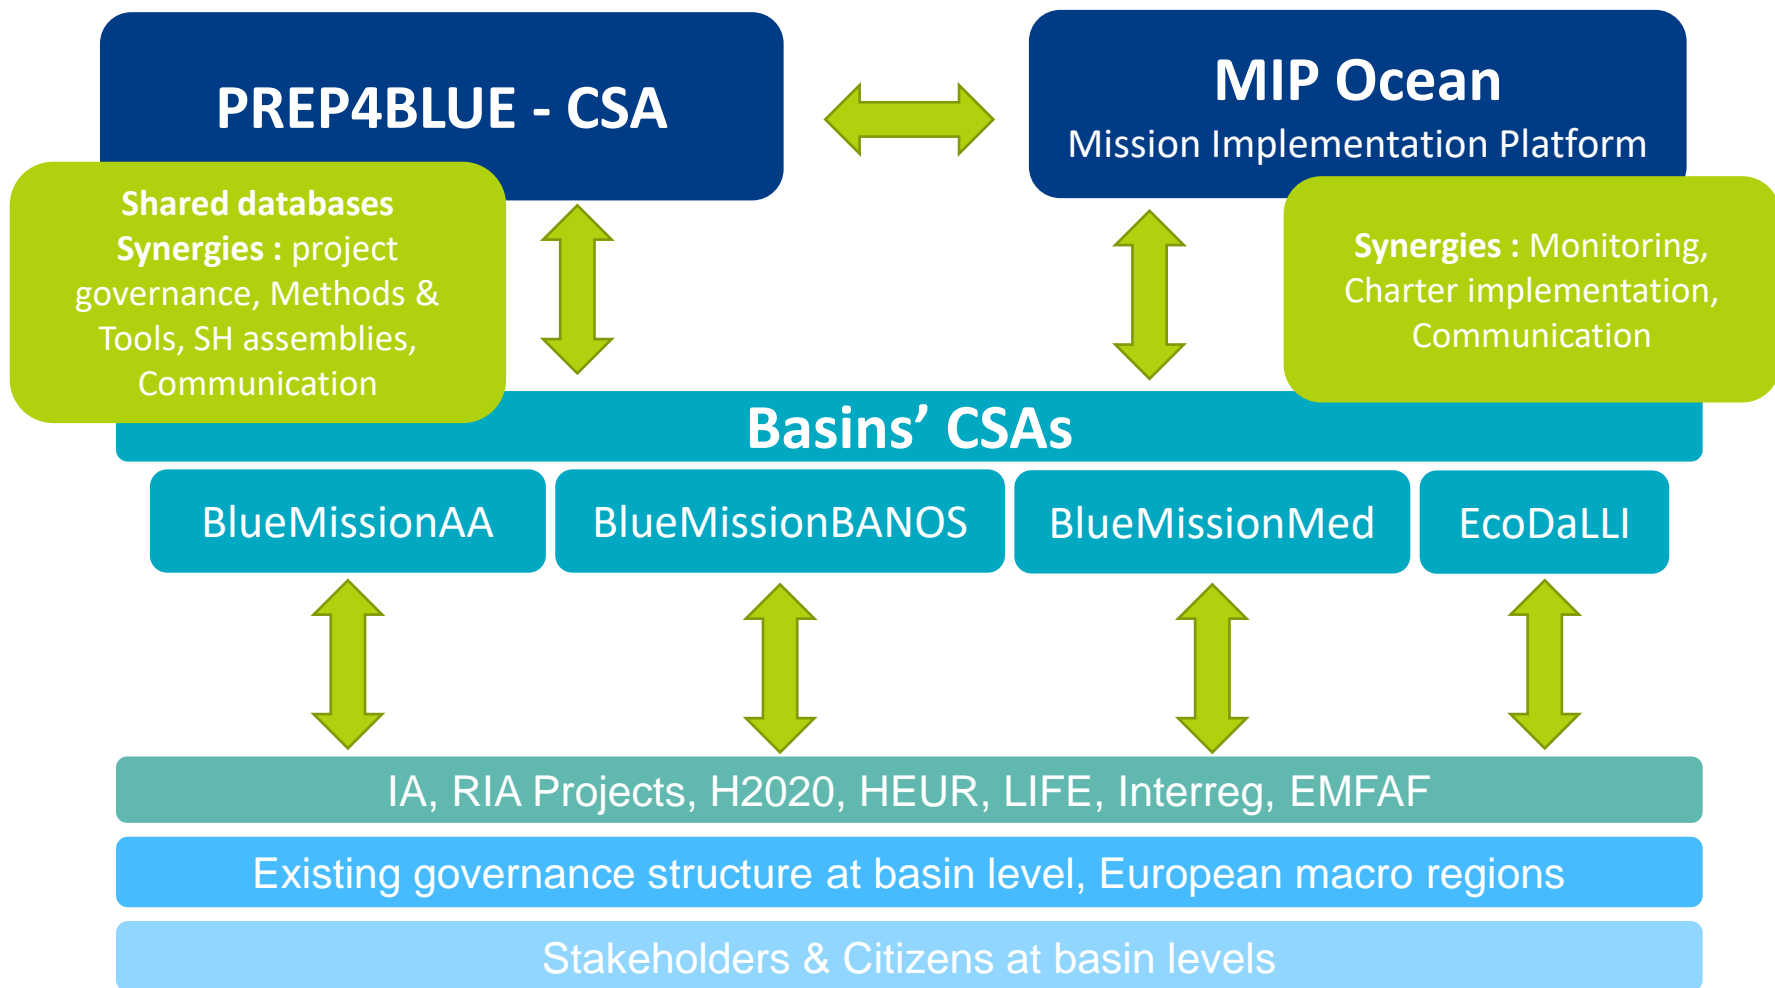 PREP4BLUE - CSA
MIP Ocean
Mission Implementation Platform
Shared databases
Synergies : project
governance, Methods &
Tools, SH assemblies,
Communication
Synergies : Monitoring,
Charter implementation,
Communication
Basins’ CSAs
BlueMissionAA
BlueMissionBANOS
BlueMissionMed
EcoDaLLI
IA, RIA Projects, H2020, HEUR, LIFE, Interreg, EMFAF
Existing governance structure at basin level, European macro regions
Stakeholders & Citizens at basin levels